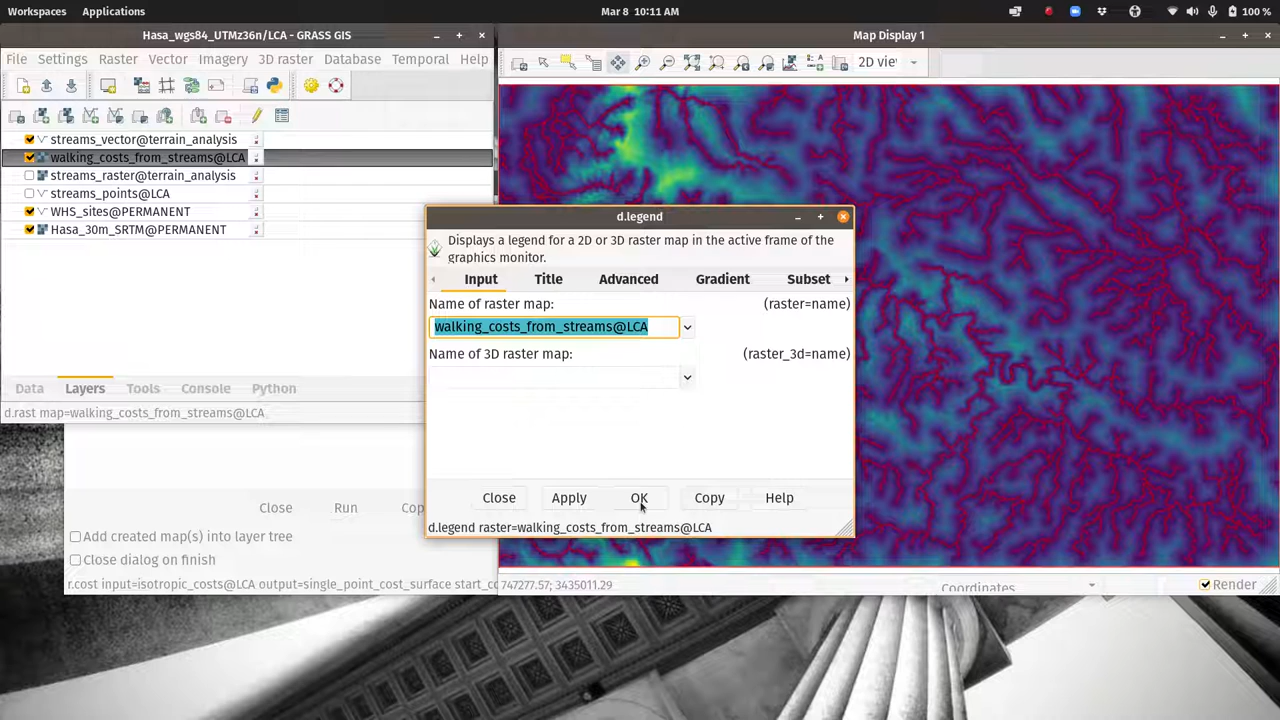 Workspaces Applications Mar 8 10:11 AM 100 %
Hasa_wgs84_UTMz36n/LCA - GRASS GIS
File Settings Raster Vector Imagery 3D raster Database Temporal Help
streams_vector@terrain_analysis
walking_costs_from_streams@LCA
streams_raster@terrain_analysis
streams_points@LCA
WHS_sites@PERMANENT
Hasa_30m_SRTM@PERMANENT
Data Layers Tools Console Python
d.rast map=walking_costs_from_streams@LCA
Close Run Cop
Add created map(s) into layer tree
Close dialog on finish
r.cost input=isotropic_costs@LCA output=single_point_cost_surface start_co
Map Display 1
2D vie
d.legend
Displays a legend for a 2D or 3D raster map in the active frame of the
graphics monitor.
Input Title Advanced Gradient Subset
Name of raster map: (raster=name)
walking_costs_from_streams@LCA
Name of 3D raster map: (raster_3d=name)
Close Apply OK Copy Help
d.legend raster=walking_costs_from_streams@LCA
747277.57; 3435011.29 Coordinates Render